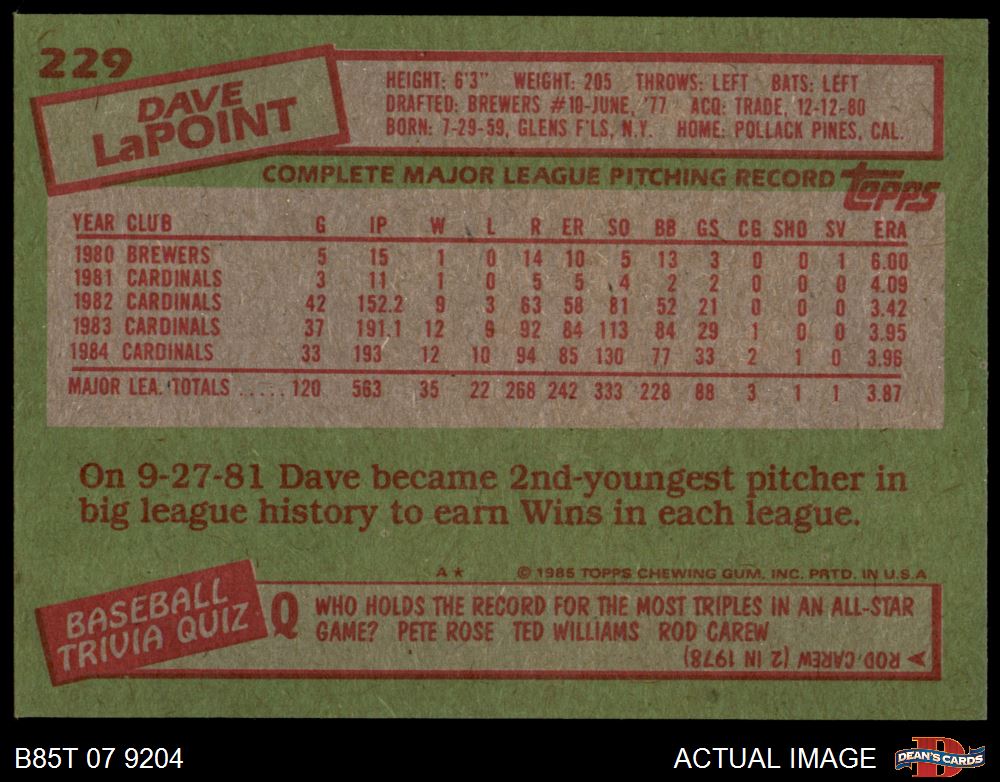 229
DAVE
LaPOINT
HEIGHT: 6'3" WEIGHT: 205 THROWS: LEFT BATS: LEFT
DRAFTED: BREWERS #10-JUNE, '77 ACQ: TRADE, 12-12-80
BORN: 7-29-59, GLENS F'LS, N.Y. HOME: POLLACK PINES, CAL.
COMPLETE MAJOR LEAGUE PITCHING RECORD topps
YEAR CLUB G IP W L R ER SO BB GS CG SHO SV ERA
1980 BREWERS 5 15 1 0 14 10 5 13 3 0 0 1 6.00
1981 CARDINALS 3 11 1 0 5 5 4 2 2 0 0 0 4.09
1982 CARDINALS 42 152.2 9 3 63 58 81 52 21 0 0 0 3.42
1983 CARDINALS 37 191.1 12 9 92 84 113 84 29 1 0 0 3.95
1984 CARDINALS 33 193 12 10 94 85 130 77 33 2 1 0 3.96
MAJOR LEA. TOTALS ..... 120 563 35 22 268 242 333 228 88 3 1 1 3.87
On 9-27-81 Dave became 2nd-youngest pitcher in
big league history to earn Wins in each league.
A★ © 1985 TOPPS CHEWING GUM, INC. PRTD. IN U.S.A
BASEBALL
TRIVIA QUIZ
Q WHO HOLDS THE RECORD FOR THE MOST TRIPLES IN AN ALL-STAR
GAME? PETE ROSE TED WILLIAMS ROD CAREW
ROD CAREW (2 IN 1978)
B85T 07 9204
ACTUAL IMAGE
DEAN'S CARDS